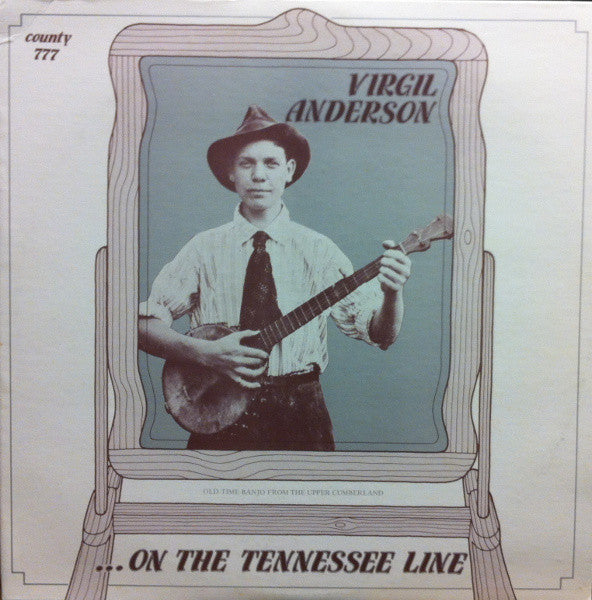 county
777
VIRGIL
ANDERSON
OLD TIME BANJO FROM THE UPPER CUMBERLAND
...ON THE TENNESSEE LINE